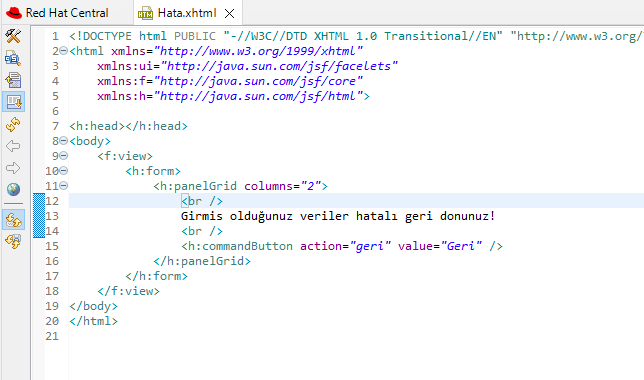 Red Hat Central Hata.xhtml
1 <!DOCTYPE html PUBLIC "-//W3C//DTD XHTML 1.0 Transitional//EN" "http://www.w3.org/
2 <html xmlns="http://www.w3.org/1999/xhtml"
3 xmlns:ui="http://java.sun.com/jsf/facelets"
4 xmlns:f="http://java.sun.com/jsf/core"
5 xmlns:h="http://java.sun.com/jsf/html">
6
7 <h:head></h:head>
8 <body>
9 <f:view>
10 <h:form>
11 <h:panelGrid columns="2">
12 <br />
13 Girmis olduğunuz veriler hatalı geri donunuz!
14 <br />
15 <h:commandButton action="geri" value="Geri" />
16 </h:panelGrid>
17 </h:form>
18 </f:view>
19 </body>
20 </html>
21